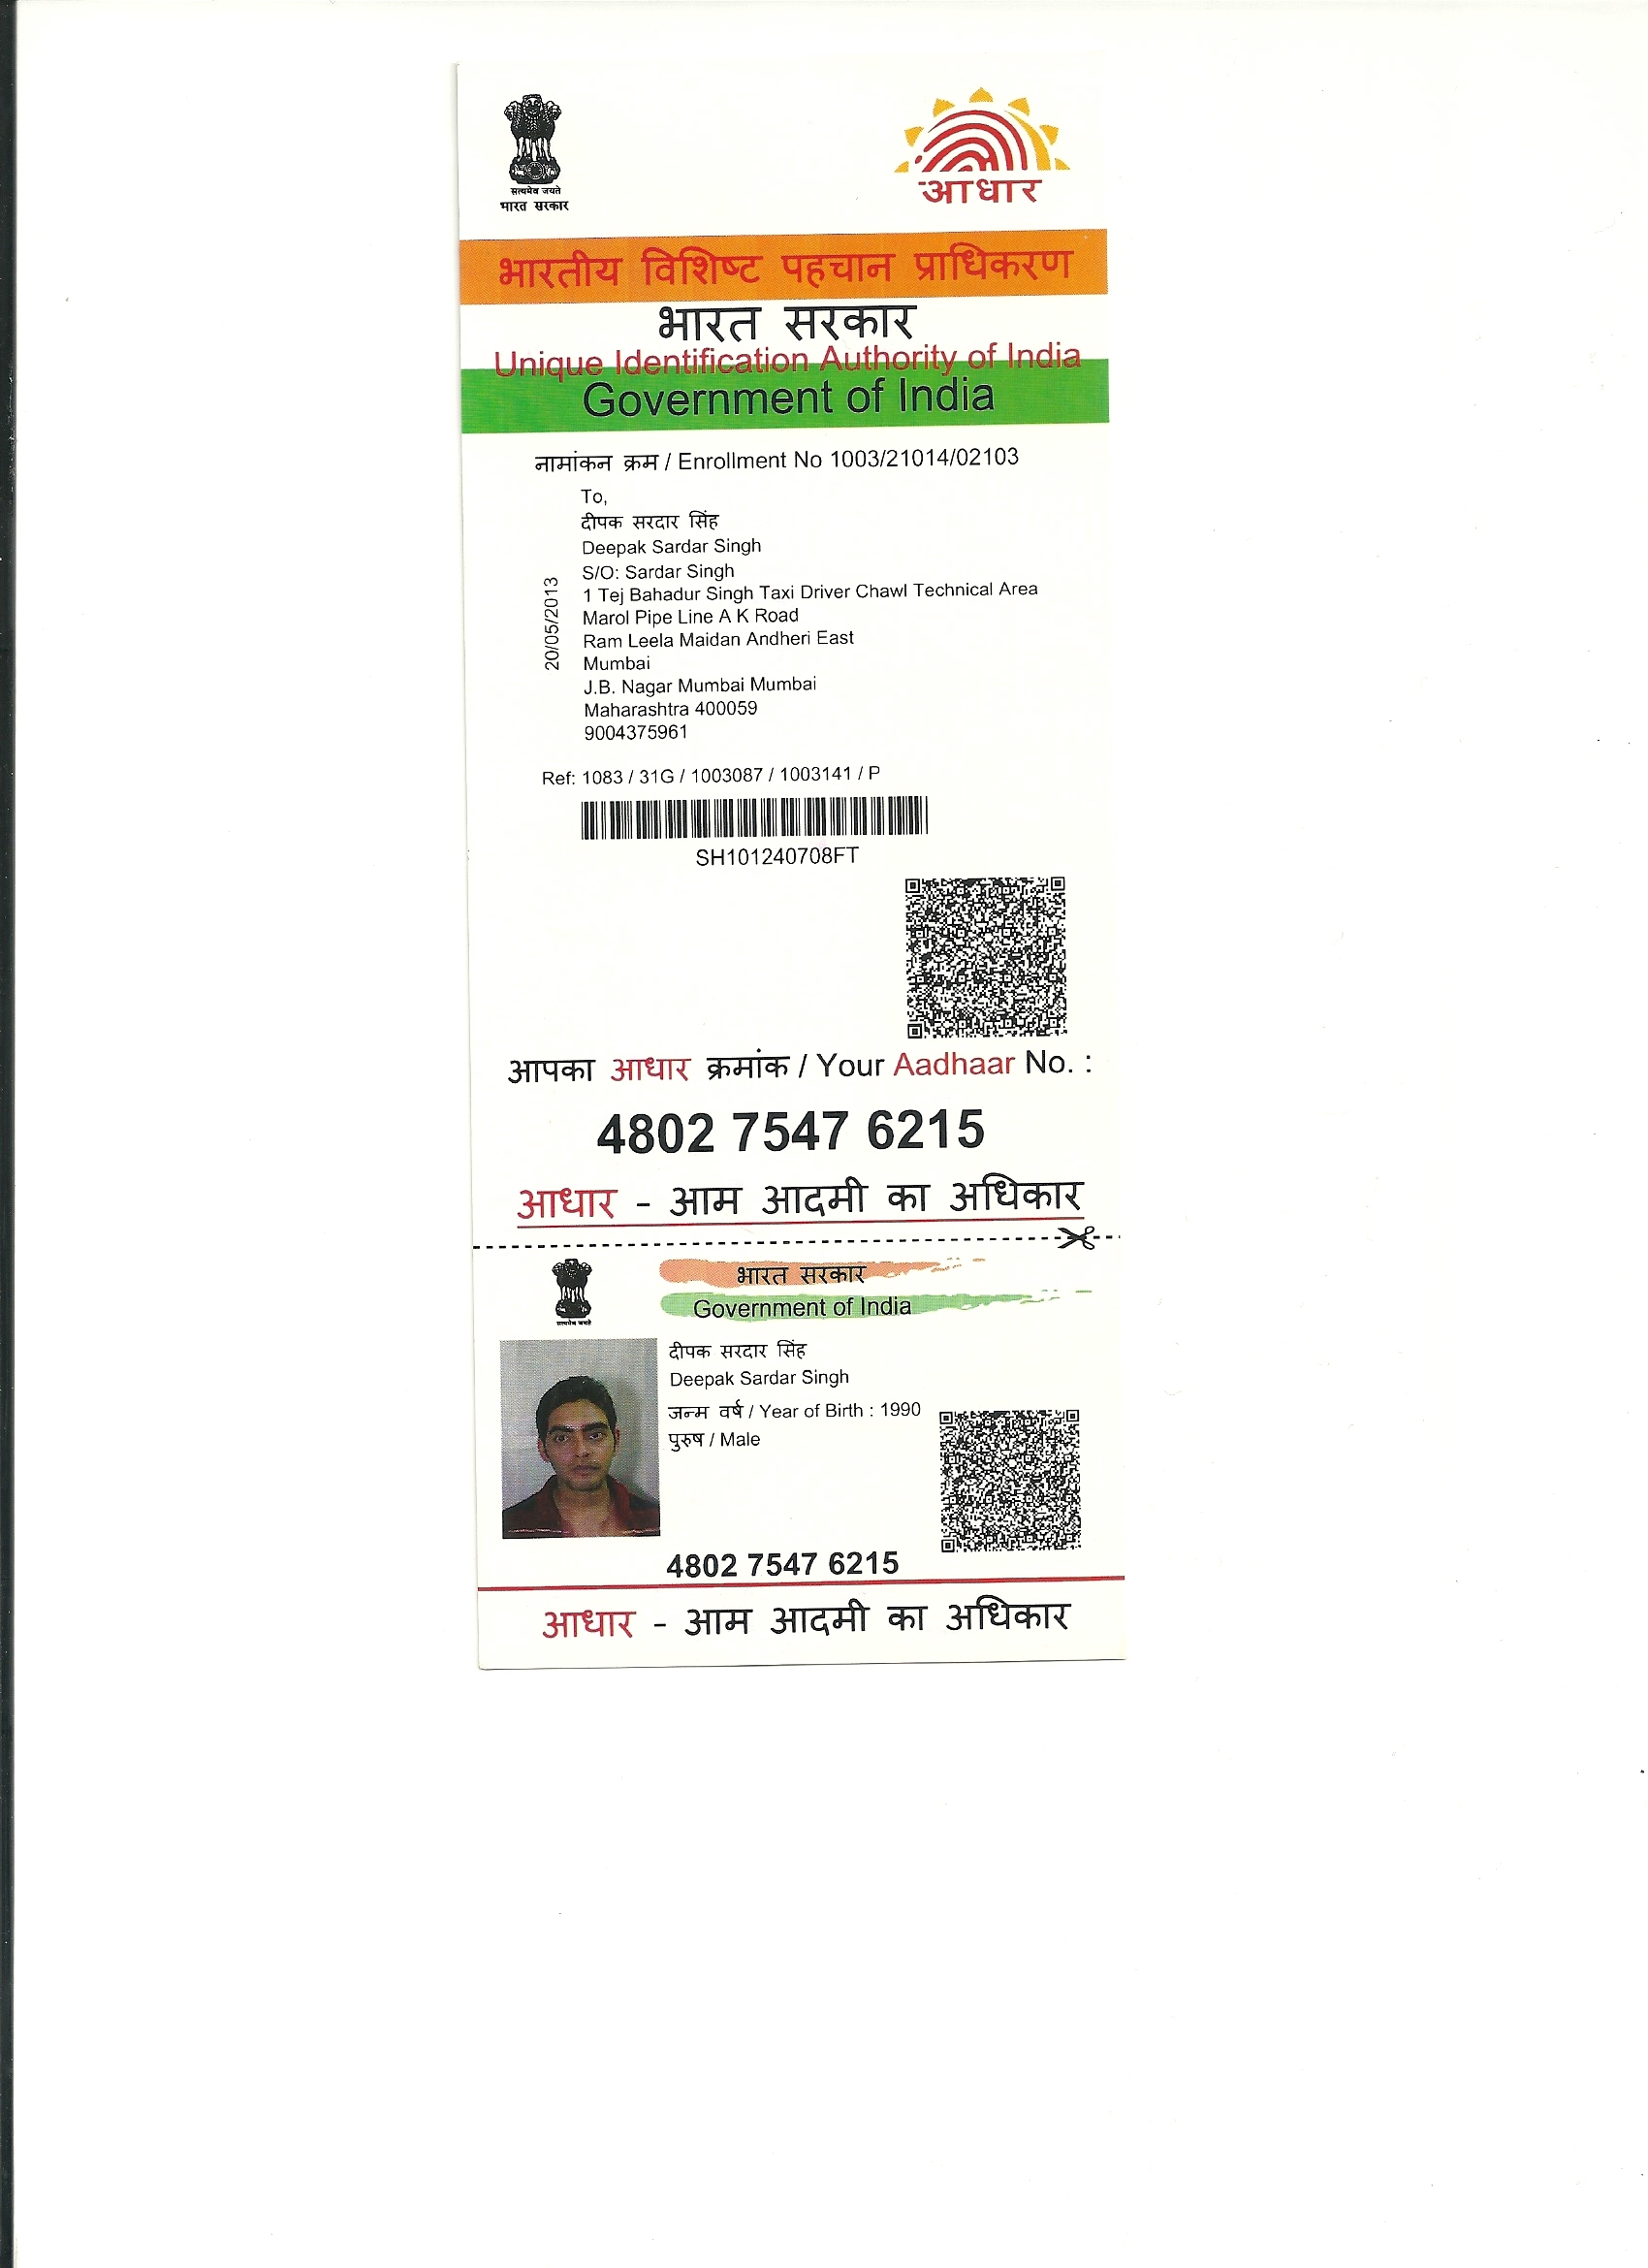 सत्यमेव जयते
भारत सरकार
आधार
भारतीय विशिष्ट पहचान प्राधिकरण
भारत सरकार
Unique Identification Authority of India
Government of India
नामांकन क्रम / Enrollment No 1003/21014/02103
To,
दीपक सरदार सिंह
Deepak Sardar Singh
S/O: Sardar Singh
1 Tej Bahadur Singh Taxi Driver Chawl Technical Area
Marol Pipe Line A K Road
Ram Leela Maidan Andheri East
Mumbai
J.B. Nagar Mumbai Mumbai
Maharashtra 400059
9004375961
20/05/2013
Ref: 1083 / 31G / 1003087 / 1003141 / P
SH101240708FT
आपका आधार क्रमांक / Your Aadhaar No. :
4802 7547 6215
आधार - आम आदमी का अधिकार
सत्यमेव जयते
भारत सरकार
Government of India
दीपक सरदार सिंह
Deepak Sardar Singh
जन्म वर्ष / Year of Birth : 1990
पुरुष / Male
4802 7547 6215
आधार - आम आदमी का अधिकार